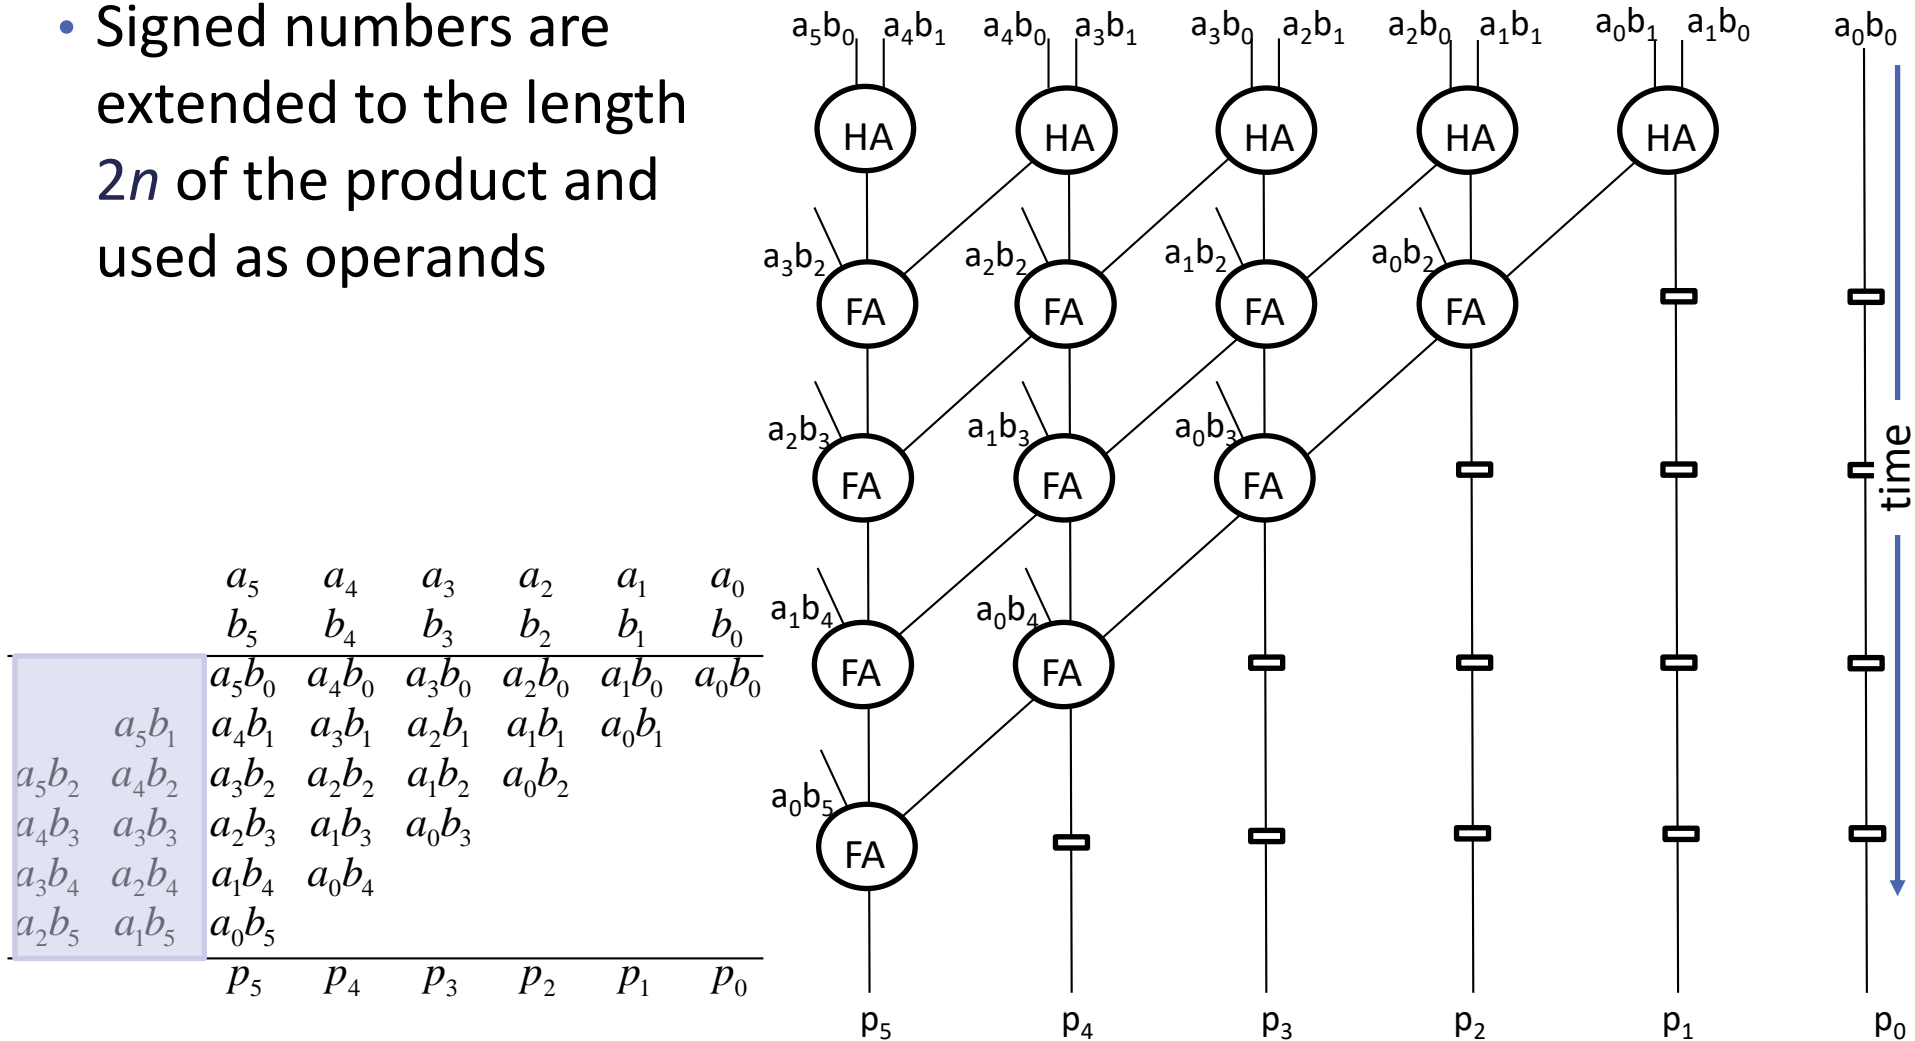 • Signed numbers are
extended to the length
2n of the product and
used as operands
a₅b₀ a₄b₁ a₄b₀ a₃b₁ a₃b₀ a₂b₁ a₂b₀ a₁b₁ a₀b₁ a₁b₀ a₀b₀
HA HA HA HA HA
a₃b₂ a₂b₂ a₁b₂ a₀b₂
FA FA FA FA
a₂b₃ a₁b₃ a₀b₃
FA FA FA
a₁b₄ a₀b₄
FA FA
a₀b₅
FA
p₅ p₄ p₃ p₂ p₁ p₀
time
a₅ a₄ a₃ a₂ a₁ a₀
b₅ b₄ b₃ b₂ b₁ b₀
a₅b₀ a₄b₀ a₃b₀ a₂b₀ a₁b₀ a₀b₀
a₅b₁ a₄b₁ a₃b₁ a₂b₁ a₁b₁ a₀b₁
a₅b₂ a₄b₂ a₃b₂ a₂b₂ a₁b₂ a₀b₂
a₄b₃ a₃b₃ a₂b₃ a₁b₃ a₀b₃
a₃b₄ a₂b₄ a₁b₄ a₀b₄
a₂b₅ a₁b₅ a₀b₅
p₅ p₄ p₃ p₂ p₁ p₀